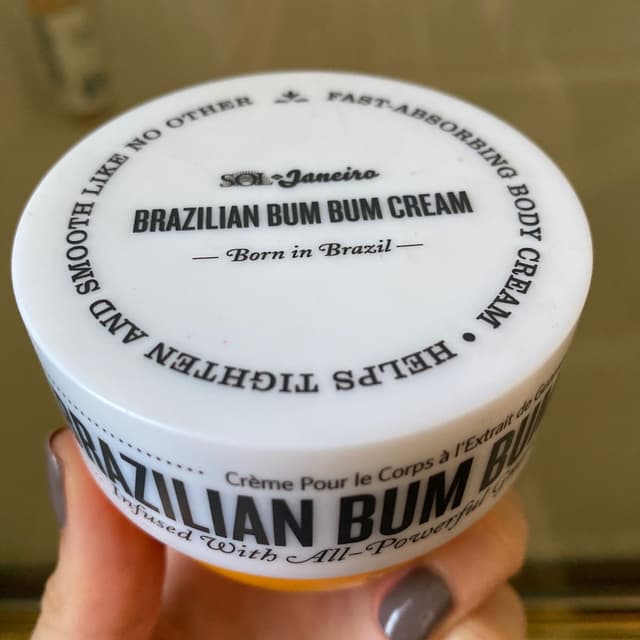 FAST-ABSORBING BODY CREAM • HELPS TIGHTEN AND SMOOTH LIKE NO OTHER
SOL de Janeiro
BRAZILIAN BUM BUM CREAM
— Born in Brazil —
Crème Pour le Corps à l'Extrait de
BRAZILIAN BUM BUM
Infused With All-Powerful